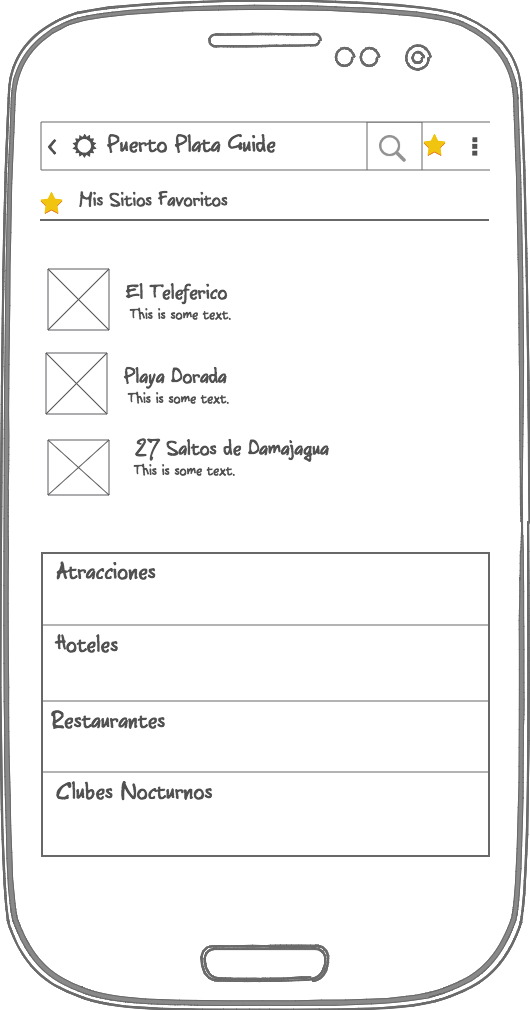 Puerto Plata Guide
Mis Sitios Favoritos
El Teleferico
This is some text.
Playa Dorada
This is some text.
27 Saltos de Damajagua
This is some text.
Atracciones
Hoteles
Restaurantes
Clubes Nocturnos